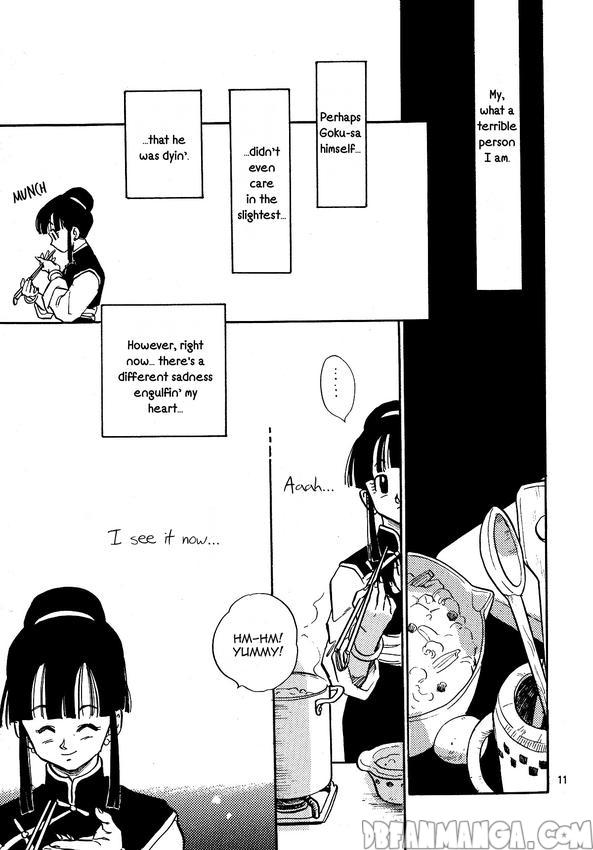 My,
what a
terrible
person
I am.
Perhaps
Goku-sa
himself...
...didn't
even
care
in the
slightest...
...that he
was dyin'.
MUNCH
However, right
now... there's a
different sadness
engulfin' my
heart...
......
Aaah...
I see it now...
HM-HM!
YUMMY!
11
DBFANMANGA.COM